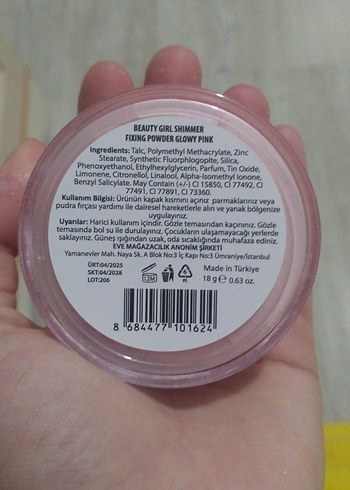 BEAUTY GIRL SHIMMER
FIXING POWDER GLOWY PINK
Ingredients: Talc, Polymethyl Methacrylate, Zinc
Stearate, Synthetic Fluorphlogopite, Silica,
Phenoxyethanol, Ethylhexylglycerin, Parfum, Tin Oxide,
Limonene, Citronellol, Linalool, Alpha-Isomethyl Ionone,
Benzyl Salicylate. May Contain (+/-) CI 15850, CI 77492, CI
77491, CI 77891, CI 73360.
Kullanım Bilgisi: Ürünün kapak kısmını açınız parmaklarınız veya
pudra fırçası yardımı ile dairesel hareketlerle alın ve yanak bölgenize
uygulayınız.
Uyarılar: Harici kullanım içindir. Gözle temasından kaçınınız. Gözle
temasında bol su ile durulayınız. Çocukların ulaşamayacağı yerlerde
saklayınız. Güneş ışığından uzak, oda sıcaklığında muhafaza ediniz.
EVE MAĞAZACILIK ANONİM ŞİRKETİ
Yamanevler Mah. Naya Sk. A Blok No:3 İç Kapı No:3 Ümraniye/İstanbul
ÜRT:04/2025
SKT:04/2028
LOT:206
12M
PS
Made in Türkiye
18 g ℮ 0.63 oz.
8 684477 101624